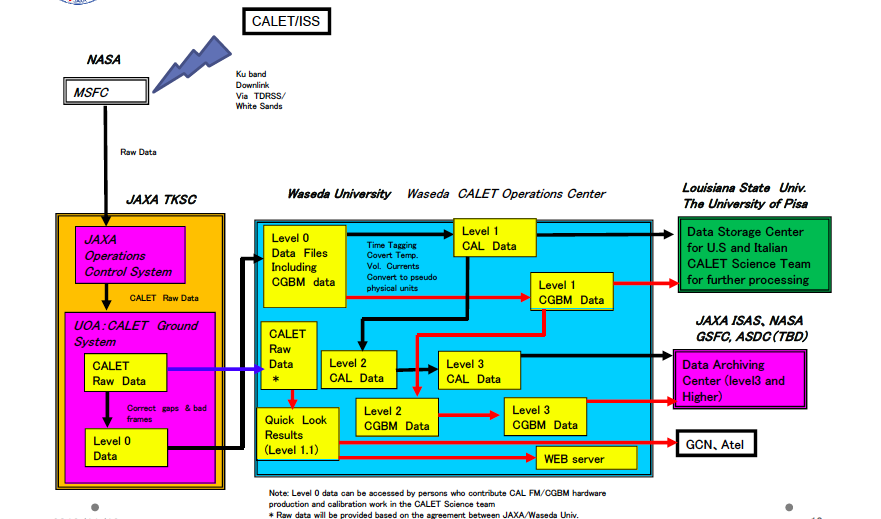 CALET/ISS
NASA
MSFC
Ku band
Downlink
Via TDRSS/
White Sands
Raw Data
JAXA TKSC
JAXA
Operations
Control System
CALET Raw Data
UOA:CALET Ground
System
CALET
Raw Data
Correct gaps & bad
frames
Level 0
Data
Waseda University Waseda CALET Operations Center
Level 0
Data Files
Including
CGBM data
Time Tagging
Covert Temp.
Vol. Currents
Convert to pseudo
physical units
Level 1
CAL Data
Level 1
CGBM Data
CALET
Raw
Data
*
Level 2
CAL Data
Level 3
CAL Data
Level 2
CGBM Data
Level 3
CGBM Data
Quick Look
Results
(Level 1.1)
WEB server
Louisiana State Univ.
The University of Pisa
Data Storage Center
for U.S and Italian
CALET Science Team
for further processing
JAXA ISAS、NASA
GSFC, ASDC(TBD)
Data Archiving
Center (level3 and
Higher)
GCN、Atel
Note: Level 0 data can be accessed by persons who contribute CAL FM/CGBM hardware
production and calibration work in the CALET Science team
* Raw data will be provided based on the agreement between JAXA/Waseda Univ.